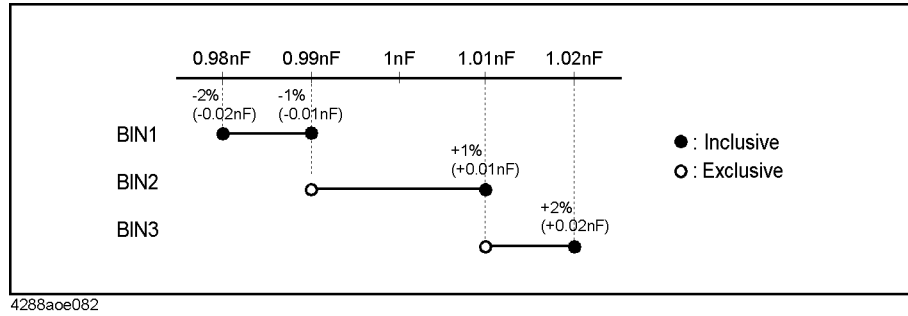 0.98nF 0.99nF 1nF 1.01nF 1.02nF
-2% -1%
(-0.02nF) (-0.01nF)
BIN1
+1%
(+0.01nF)
BIN2
+2%
(+0.02nF)
BIN3
: Inclusive
: Exclusive
4288aoe082